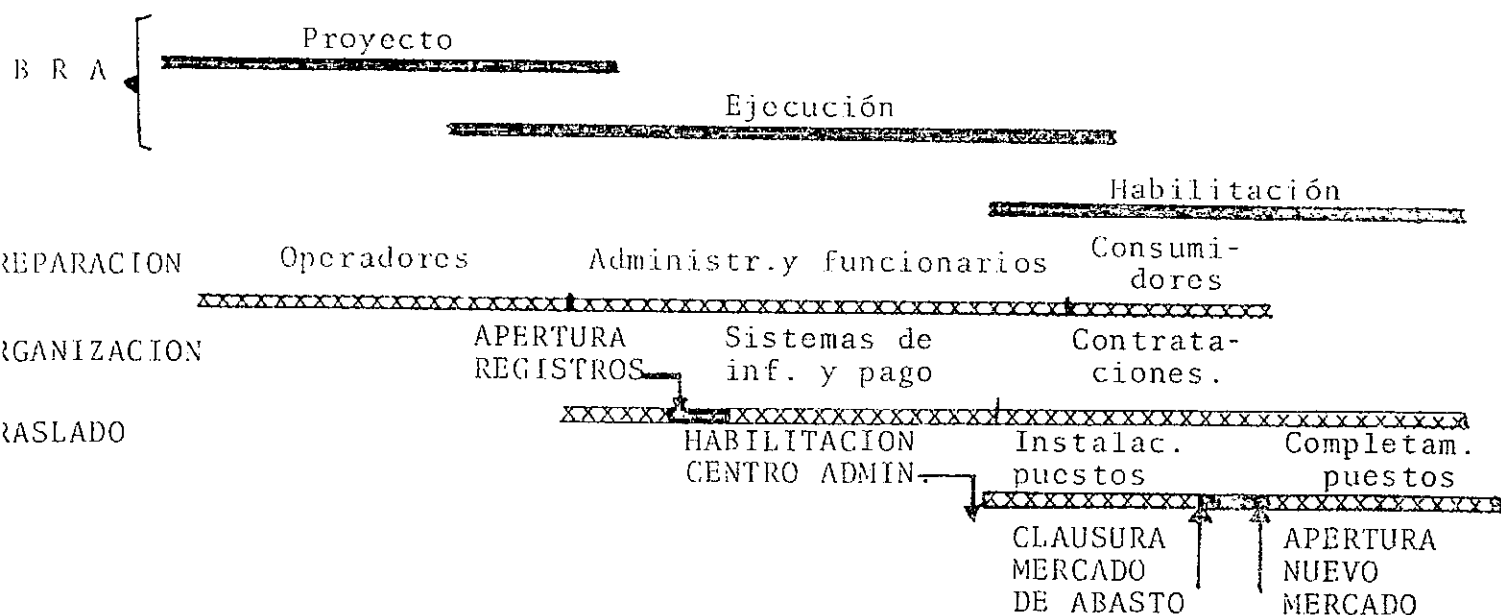 Proyecto
B R A
Ejecución
Habilitación
REPARACION Operadores Administr.y funcionarios Consumi-
dores
RGANIZACION APERTURA Sistemas de Contrata-
REGISTROS inf. y pago ciones.
RASLADO
HABILITACION Instalac. Completam.
CENTRO ADMIN. puestos puestos
CLAUSURA APERTURA
MERCADO NUEVO
DE ABASTO MERCADO